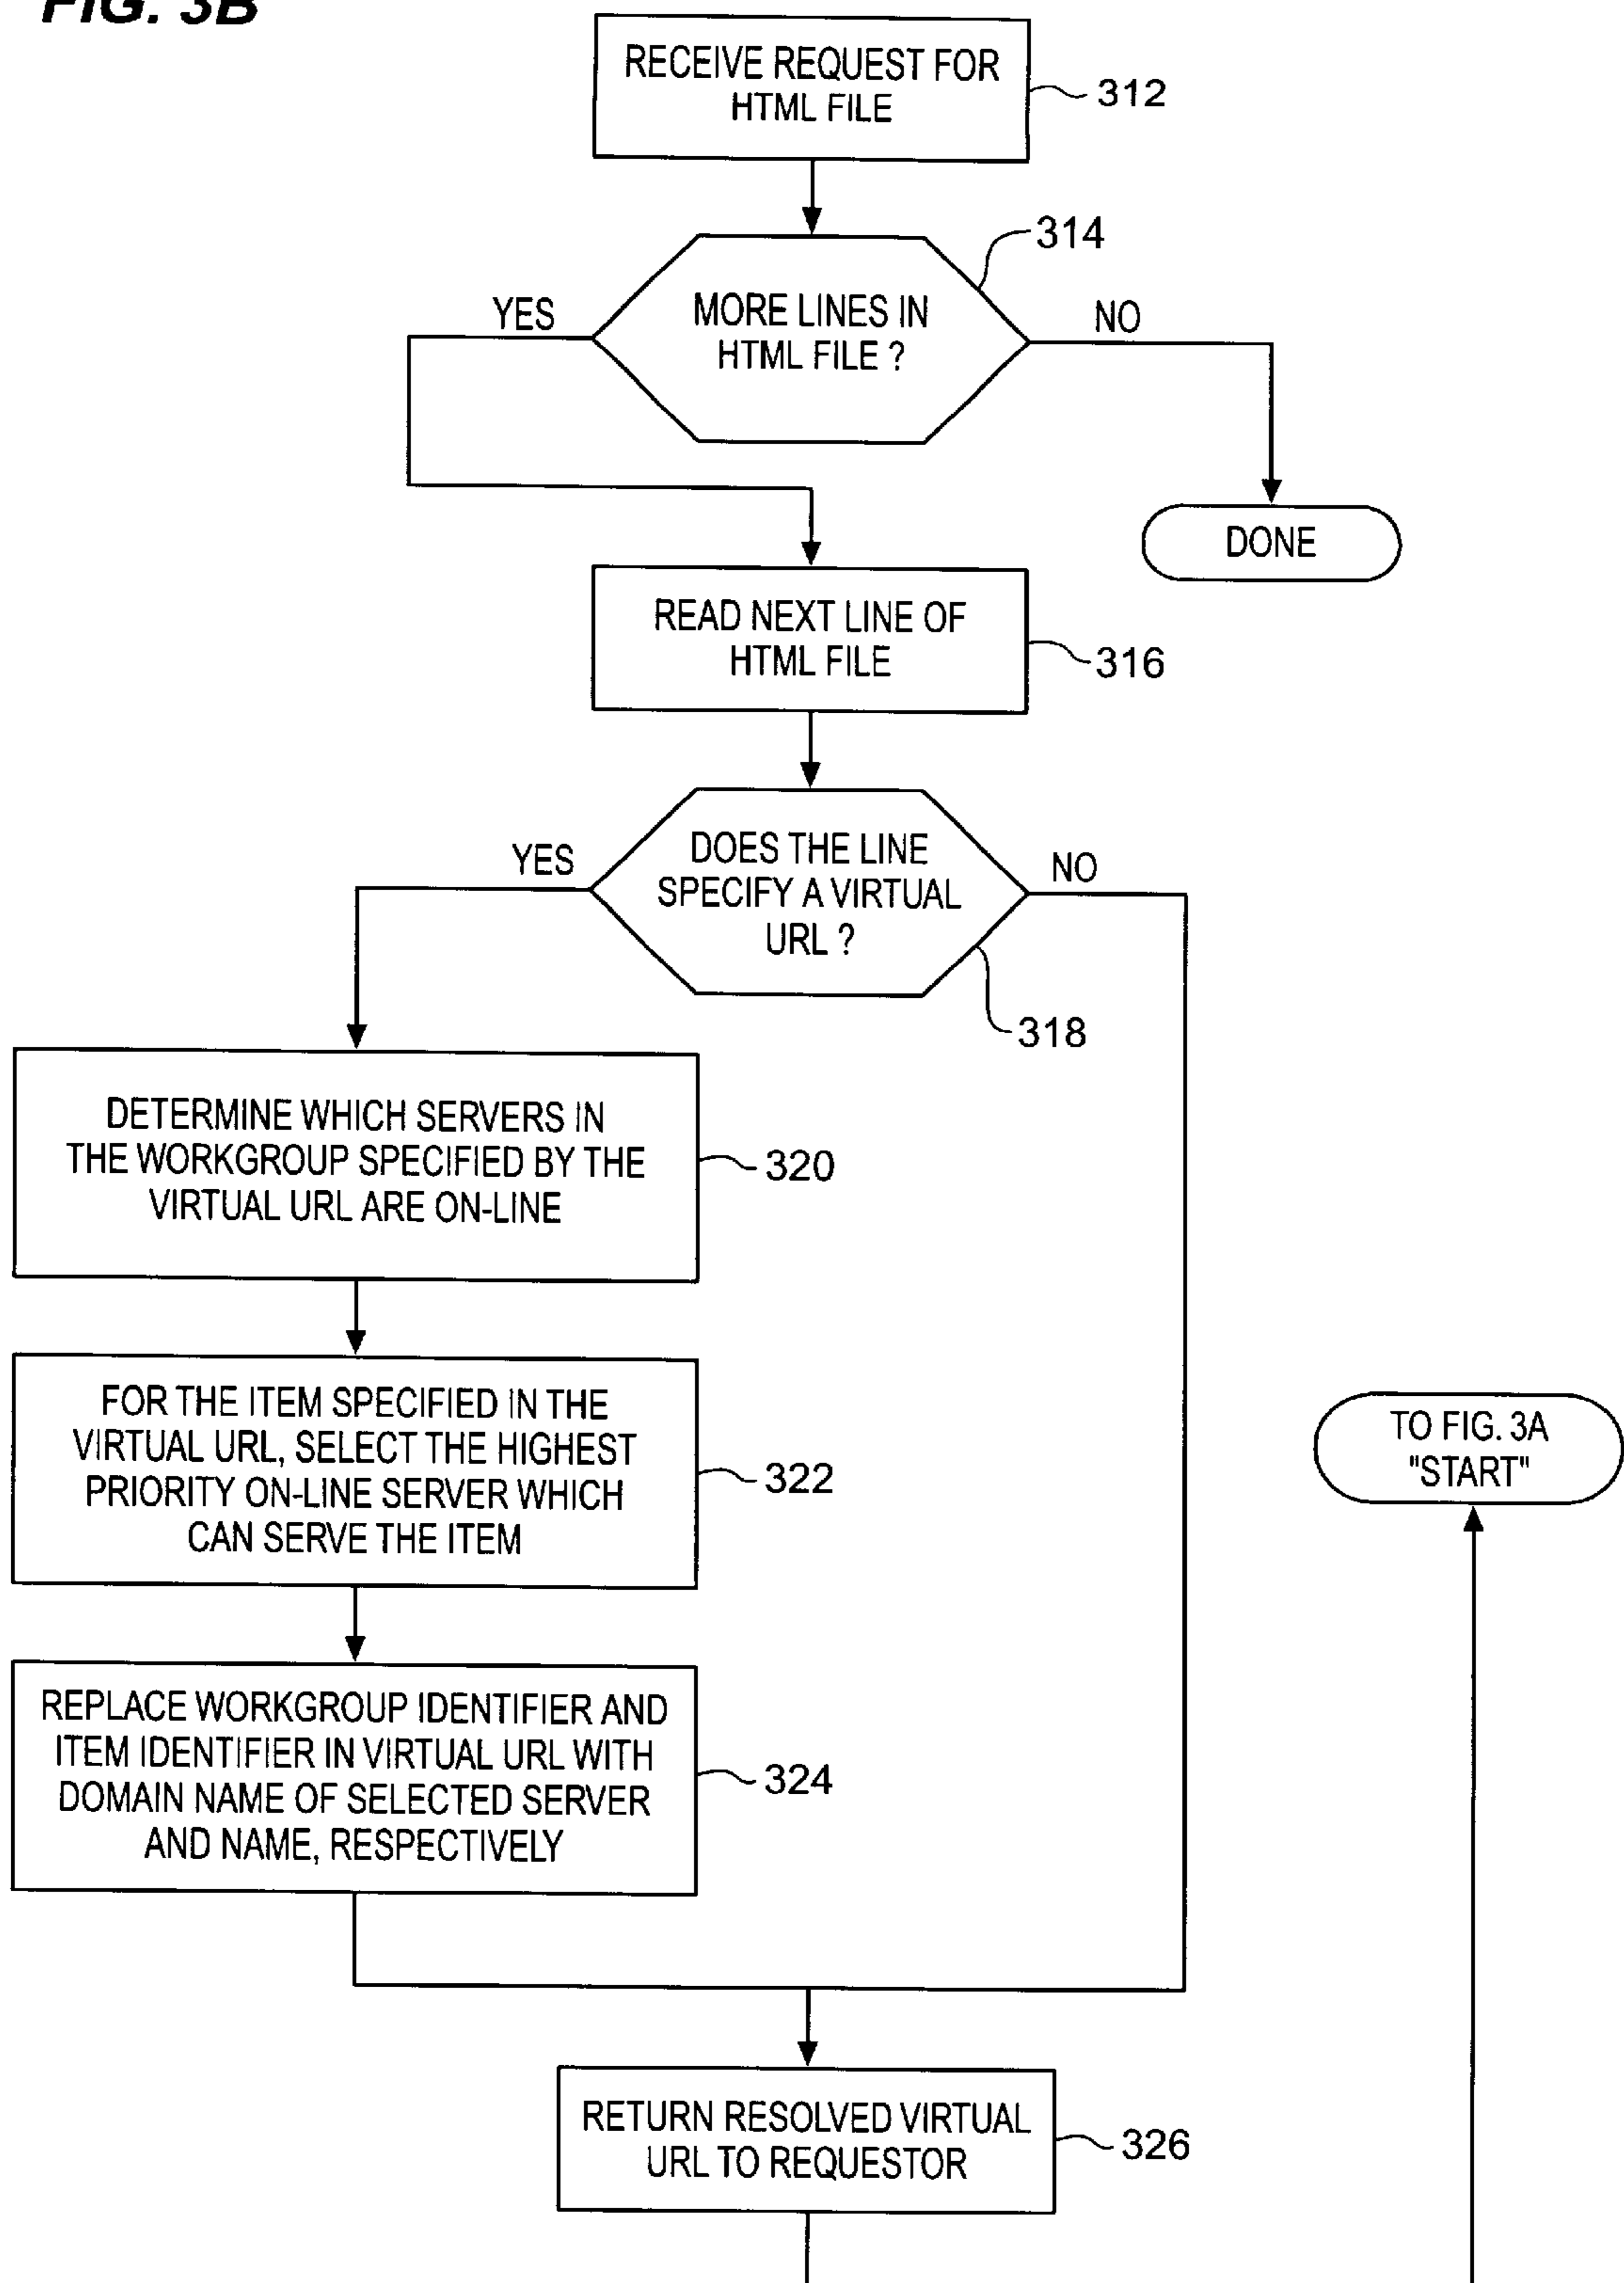 FIG. 3B
RECEIVE REQUEST FOR
HTML FILE
312
314
YES
MORE LINES IN
HTML FILE ?
NO
DONE
READ NEXT LINE OF
HTML FILE
316
YES
DOES THE LINE
SPECIFY A VIRTUAL
URL ?
NO
318
DETERMINE WHICH SERVERS IN
THE WORKGROUP SPECIFIED BY THE
VIRTUAL URL ARE ON-LINE
320
FOR THE ITEM SPECIFIED IN THE
VIRTUAL URL, SELECT THE HIGHEST
PRIORITY ON-LINE SERVER WHICH
CAN SERVE THE ITEM
322
TO FIG. 3A
"START"
REPLACE WORKGROUP IDENTIFIER AND
ITEM IDENTIFIER IN VIRTUAL URL WITH
DOMAIN NAME OF SELECTED SERVER
AND NAME, RESPECTIVELY
324
RETURN RESOLVED VIRTUAL
URL TO REQUESTOR
326